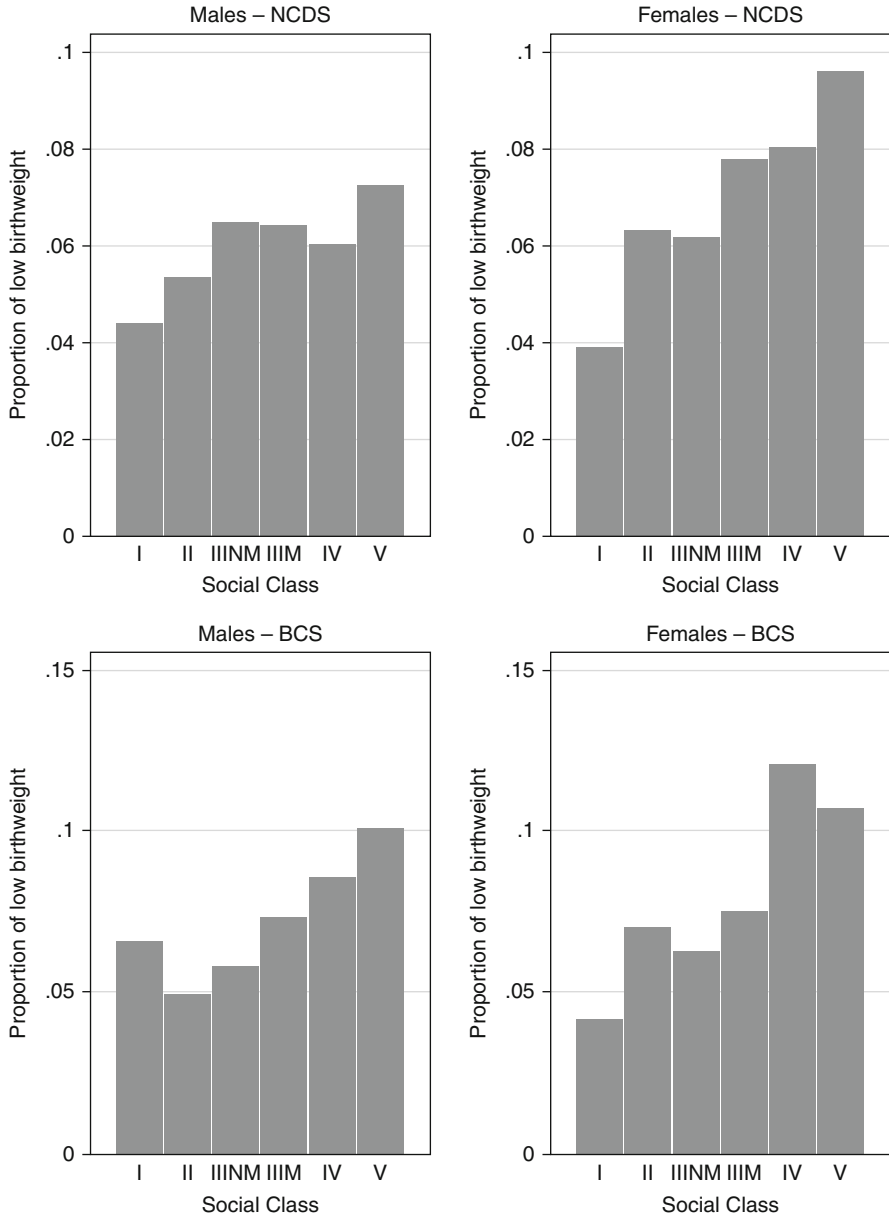 Males – NCDS
Proportion of low birthweight
.1
.08
.06
.04
.02
0
I II IIINM IIIM IV V
Social Class
Females – NCDS
Proportion of low birthweight
.1
.08
.06
.04
.02
0
I II IIINM IIIM IV V
Social Class
Males – BCS
Proportion of low birthweight
.15
.1
.05
0
I II IIINM IIIM IV V
Social Class
Females – BCS
Proportion of low birthweight
.15
.1
.05
0
I II IIINM IIIM IV V
Social Class